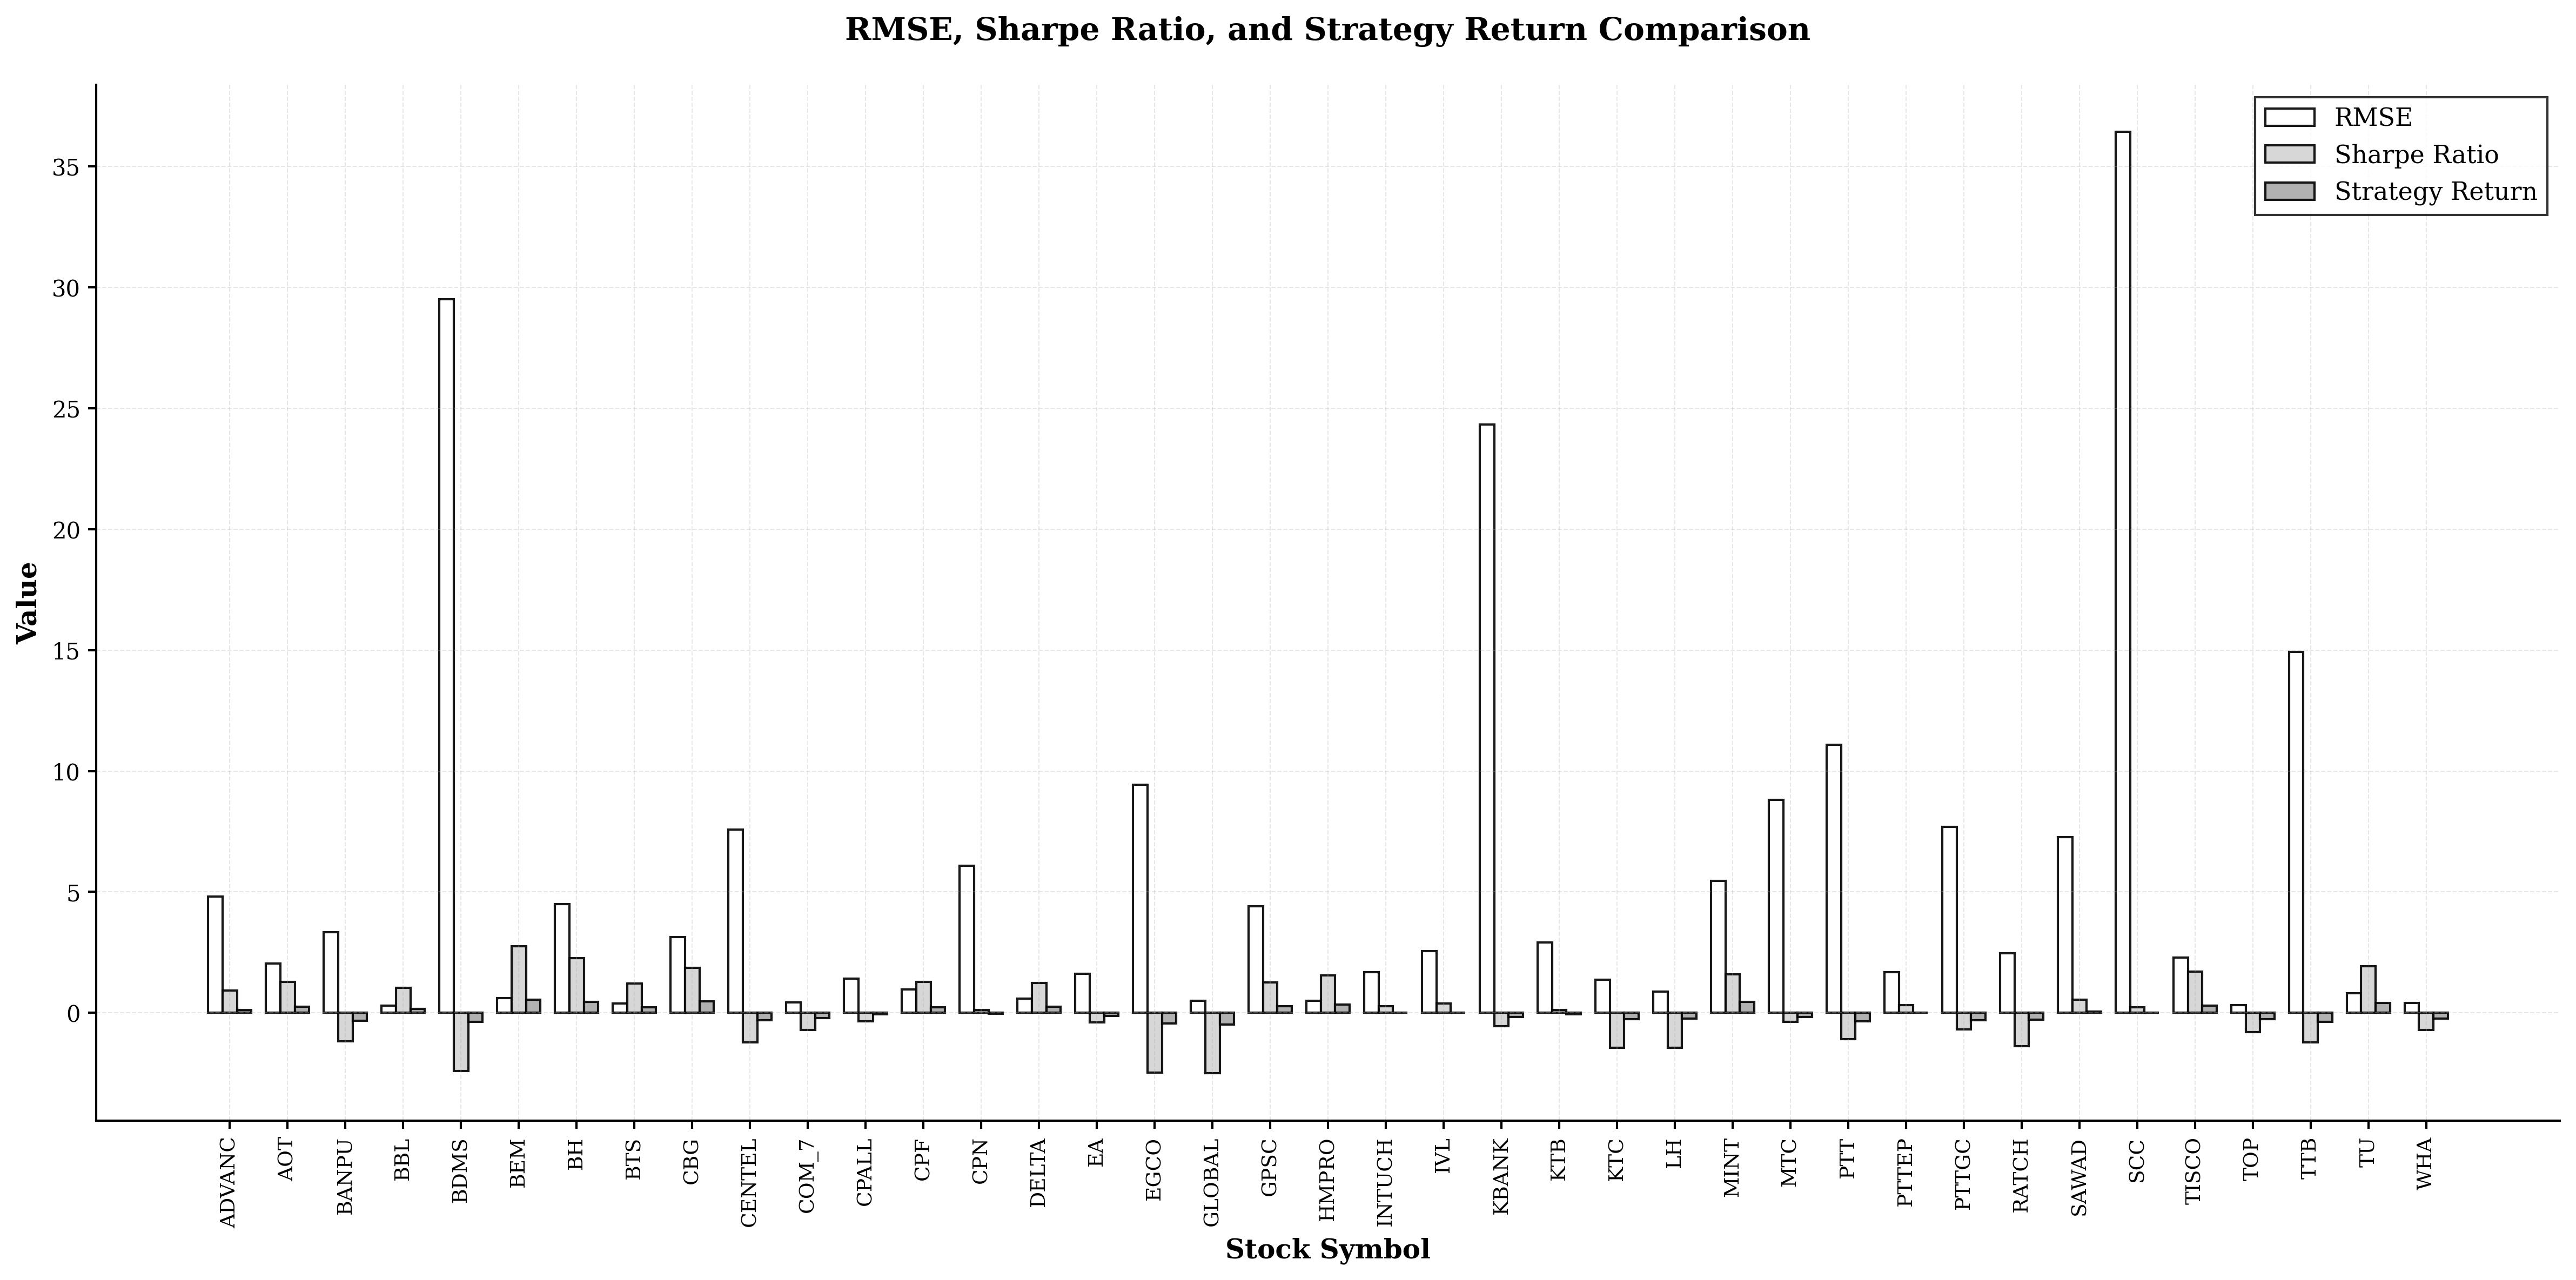 RMSE, Sharpe Ratio, and Strategy Return Comparison
RMSE
Sharpe Ratio
Strategy Return
Value
35
30
25
20
15
10
5
0
ADVANC
AOT
BANPU
BBL
BDMS
BEM
BH
BTS
CBG
CENTEL
COM_7
CPALL
CPF
CPN
DELTA
EA
EGCO
GLOBAL
GPSC
HMPRO
INTUCH
IVL
KBANK
KTB
KTC
LH
MINT
MTC
PTT
PTTEP
PTTGC
RATCH
SAWAD
SCC
TISCO
TOP
TTB
TU
WHA
Stock Symbol